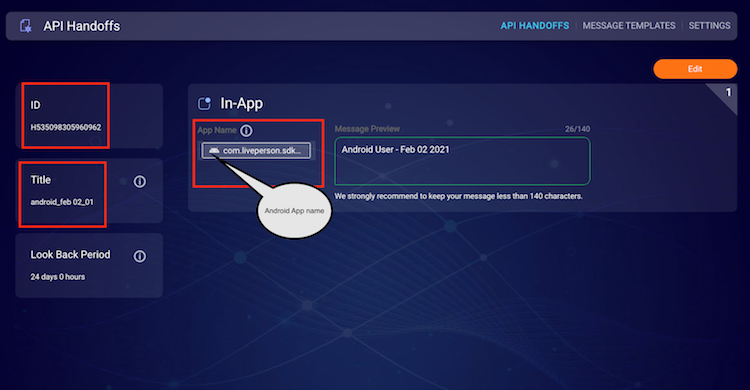 API Handoffs
API HANDOFFS
MESSAGE TEMPLATES
SETTINGS
Edit
ID
H535098305960962
Title
android_feb 02_01
Look Back Period
24 days 0 hours
In-App
1
App Name
com.liveperson.sdk...
Android App name
Message Preview
26/140
Android User - Feb 02 2021
We strongly recommend to keep your message less than 140 characters.